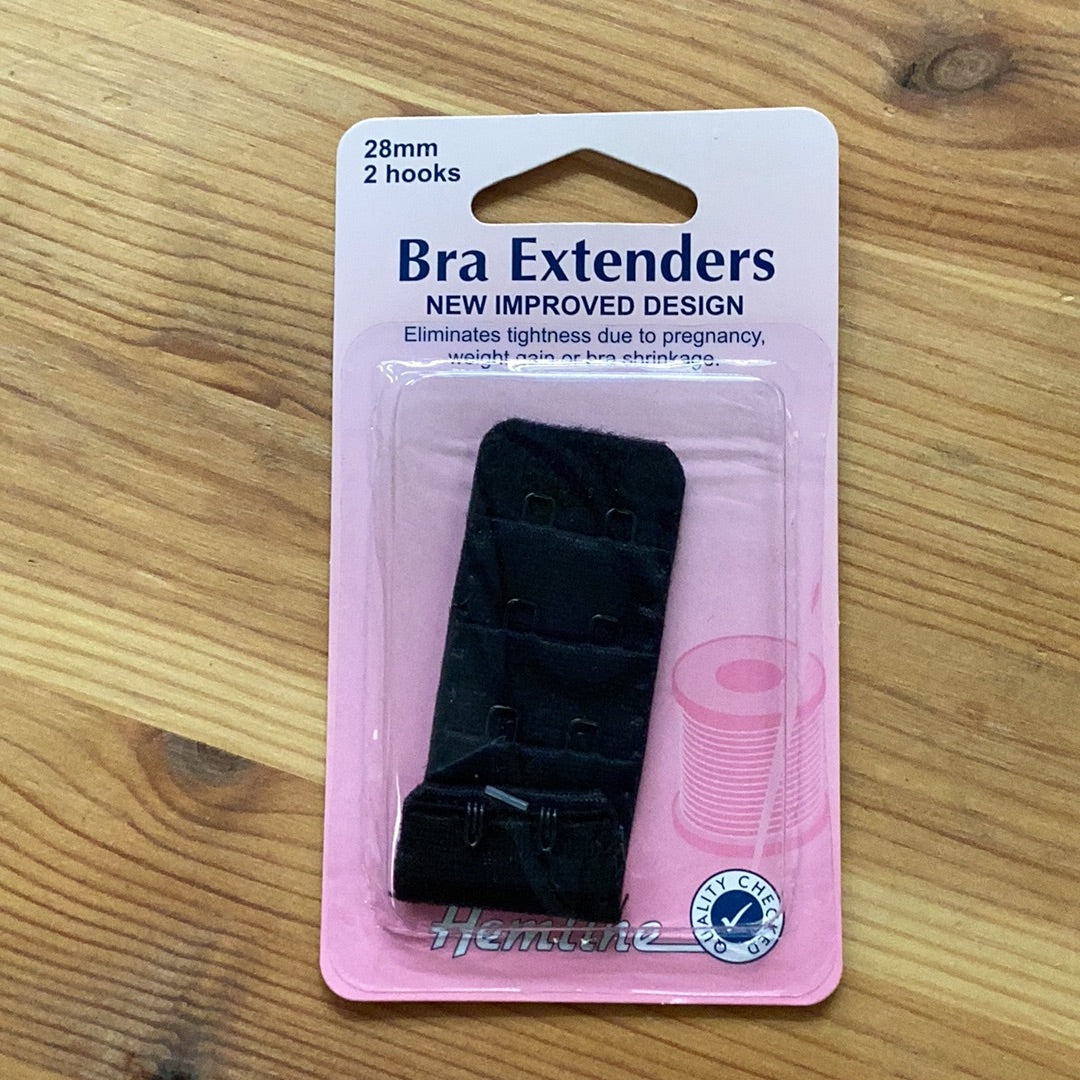 28mm
2 hooks
Bra Extenders
NEW IMPROVED DESIGN
Eliminates tightness due to pregnancy,
weight gain or bra shrinkage.
Hemline
QUALITY CHECKED